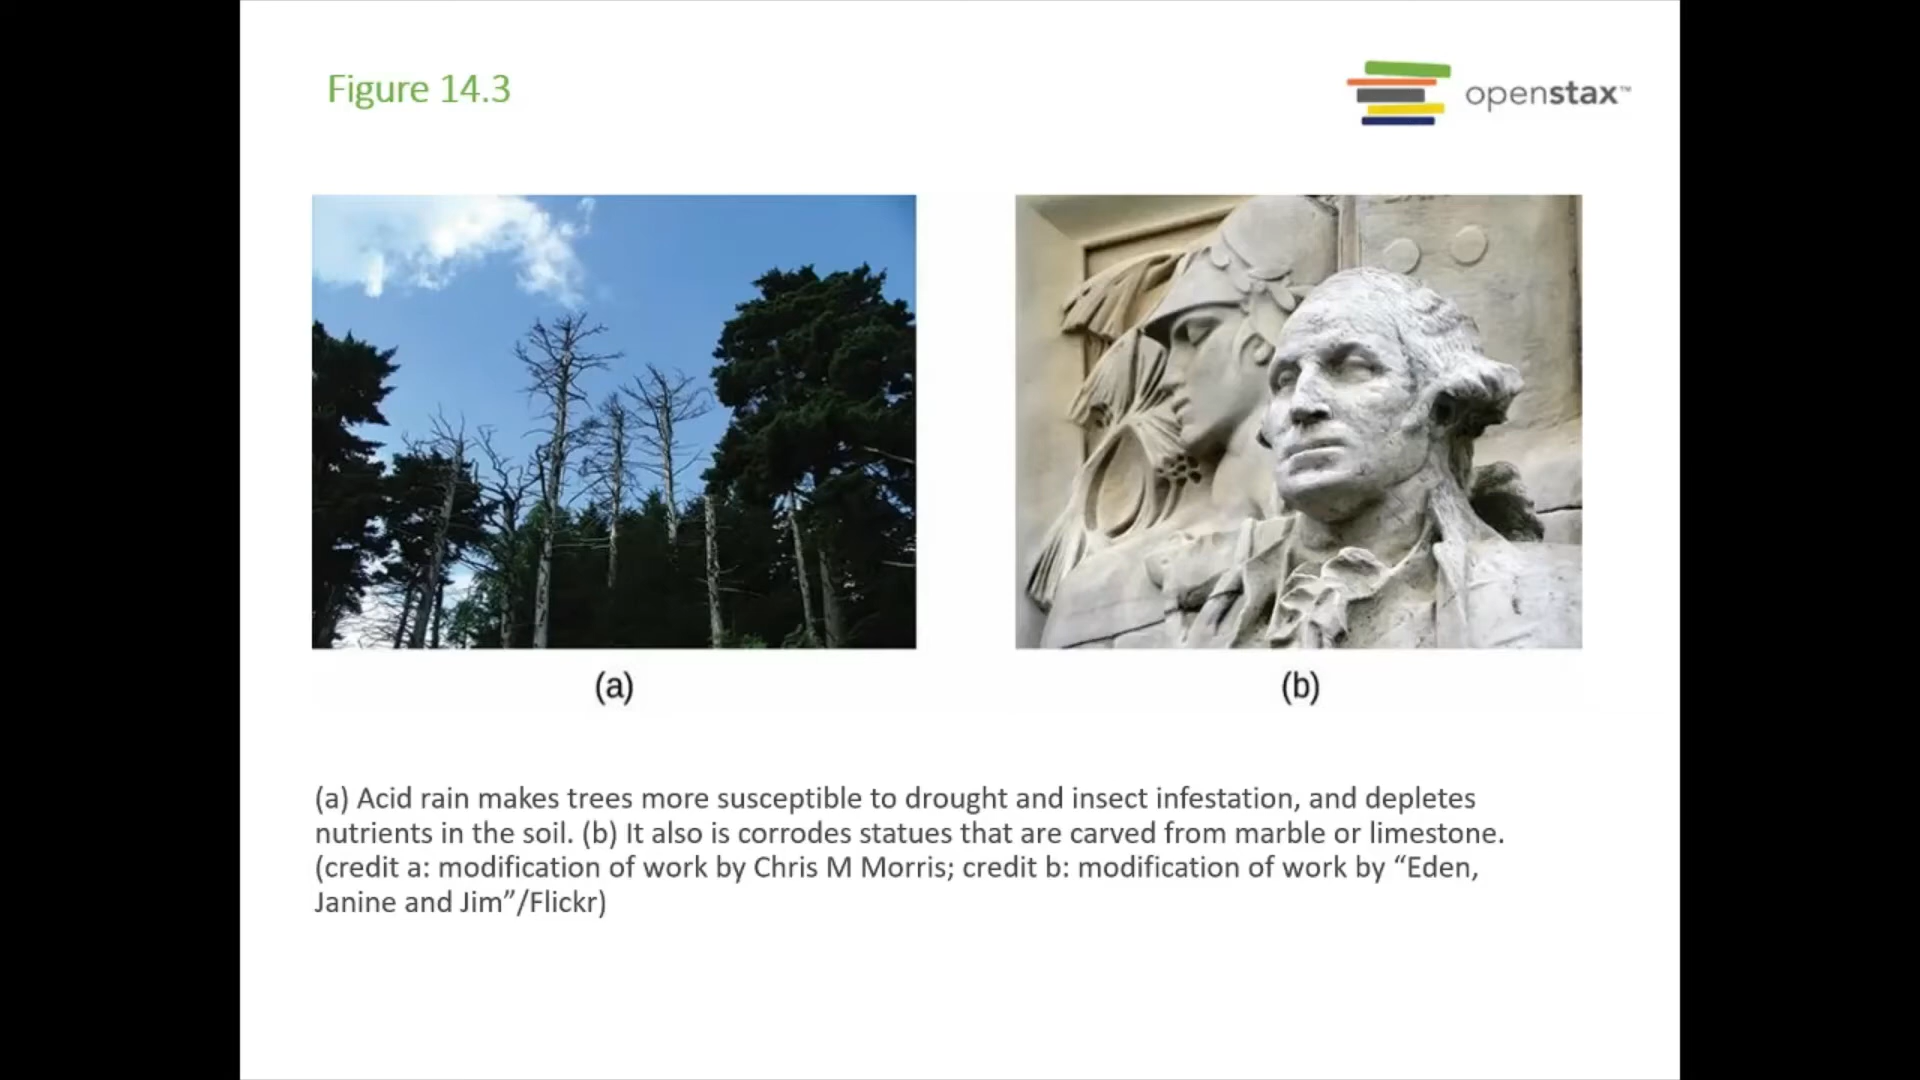 Figure 14.3
openstax™
(a)
(b)
(a) Acid rain makes trees more susceptible to drought and insect infestation, and depletes
nutrients in the soil. (b) It also is corrodes statues that are carved from marble or limestone.
(credit a: modification of work by Chris M Morris; credit b: modification of work by “Eden,
Janine and Jim”/Flickr)